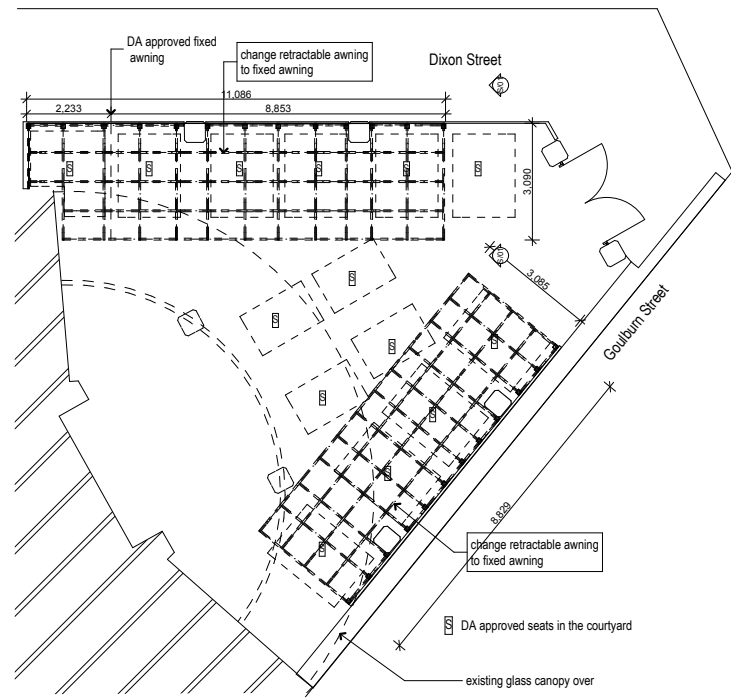 DA approved fixed
awning
change retractable awning
to fixed awning
Dixon Street
S/01
11,086
2,233
8,853
S
S
S
S
S
S
3,090
S/01
3,085
S
S
S
S
S
S
S
S
Goulburn Street
8,829
change retractable awning
to fixed awning
S DA approved seats in the courtyard
existing glass canopy over